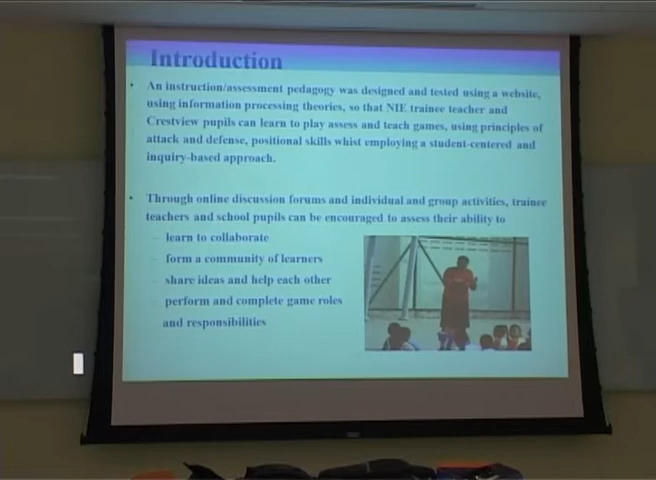 Introduction
• An instruction/assessment pedagogy was designed and tested using a website,
using information processing theories, so that NIE trainee teacher and
Crestview pupils can learn to play assess and teach games, using principles of
attack and defense, positional skills whist employing a student-centered and
inquiry-based approach.
• Through online discussion forums and individual and group activities, trainee
teachers and school pupils can be encouraged to assess their ability to
– learn to collaborate
– form a community of learners
– share ideas and help each other
– perform and complete game roles
and responsibilities